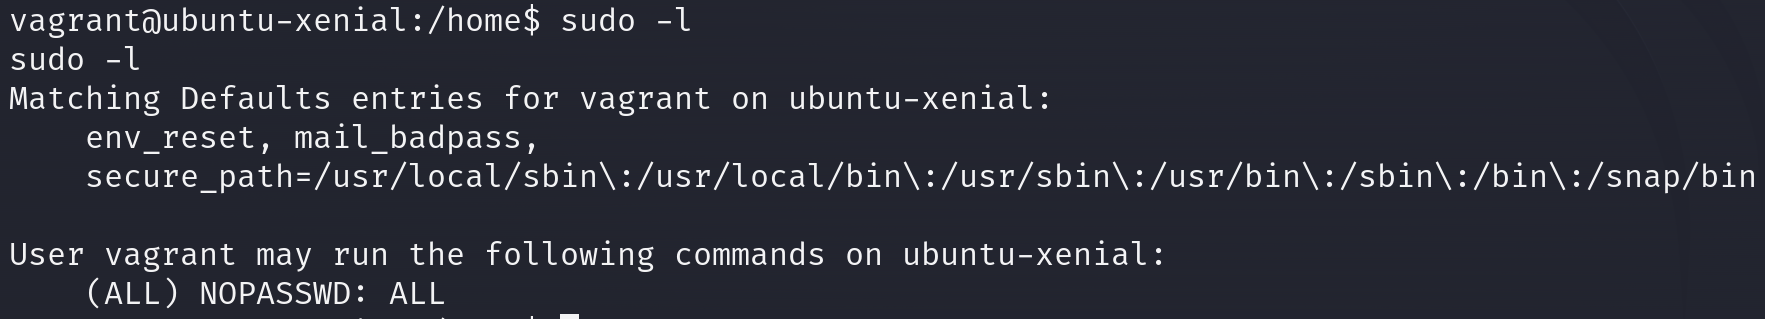 vagrant@ubuntu-xenial:/home$ sudo -l
sudo -l
Matching Defaults entries for vagrant on ubuntu-xenial:
    env_reset, mail_badpass,
    secure_path=/usr/local/sbin\:/usr/local/bin\:/usr/sbin\:/usr/bin\:/sbin\:/bin\:/snap/bin

User vagrant may run the following commands on ubuntu-xenial:
    (ALL) NOPASSWD: ALL